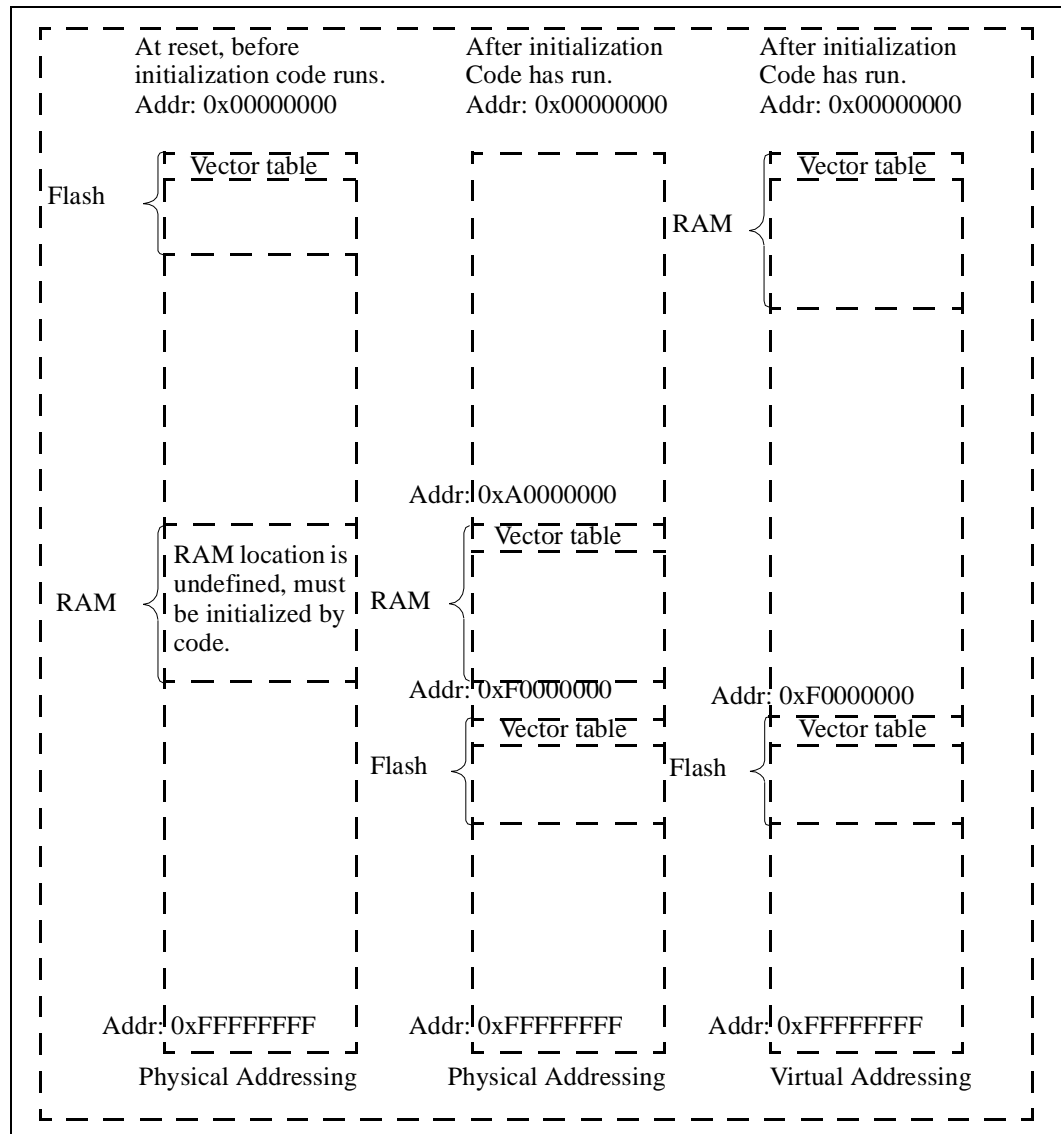 At reset, before
initialization code runs.
Addr: 0x00000000
After initialization
Code has run.
Addr: 0x00000000
After initialization
Code has run.
Addr: 0x00000000
Vector table
Flash
Vector table
RAM
Addr: 0xA0000000
Vector table
RAM location is
undefined, must
be initialized by
code.
RAM
RAM
Addr: 0xF0000000
Addr: 0xF0000000
Vector table
Vector table
Flash
Flash
Addr: 0xFFFFFFFF
Addr: 0xFFFFFFFF
Addr: 0xFFFFFFFF
Physical Addressing
Physical Addressing
Virtual Addressing